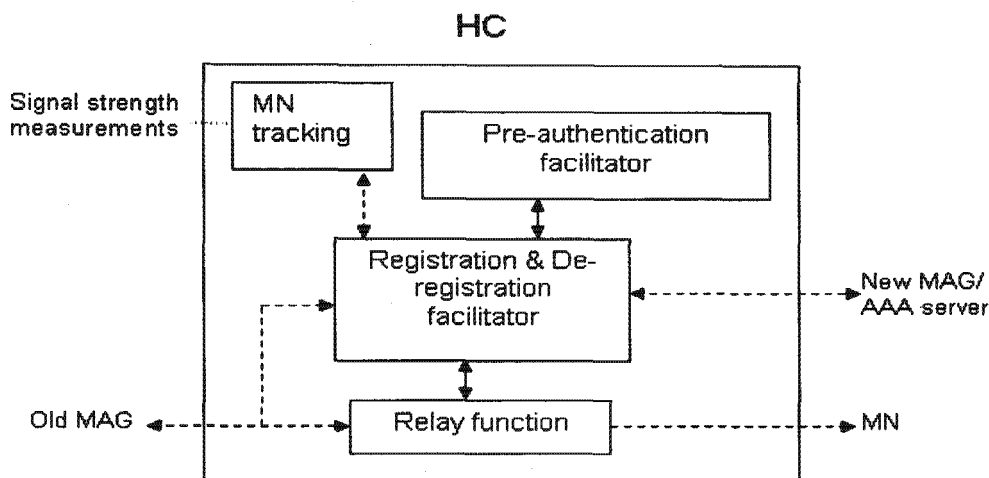 HC
Signal strength
measurements
MN
tracking
Pre-authentication
facilitator
Registration & De-
registration
facilitator
New MAG/
AAA server
Old MAG
Relay function
MN